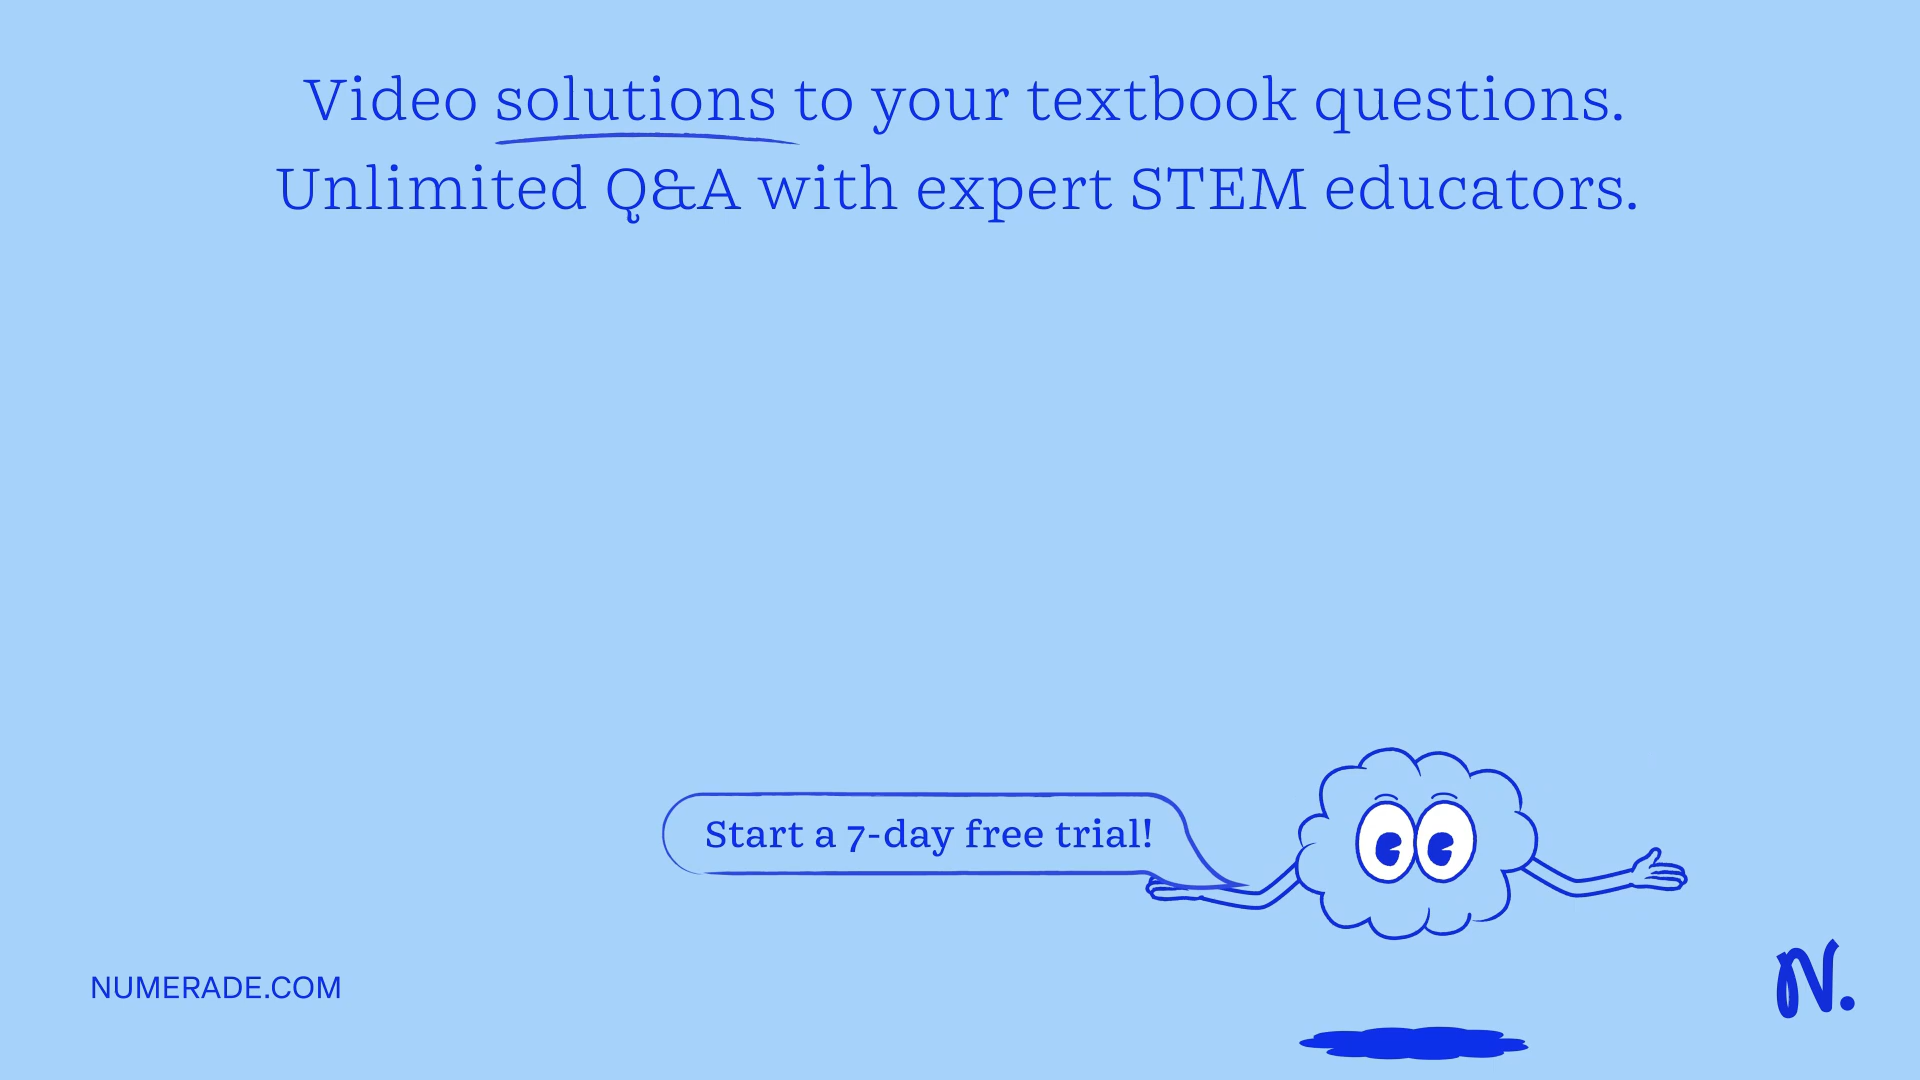 Video solutions to your textbook questions.
Unlimited Q&A with expert STEM educators.
Start a 7-day free trial!
NUMERADE.COM
N.